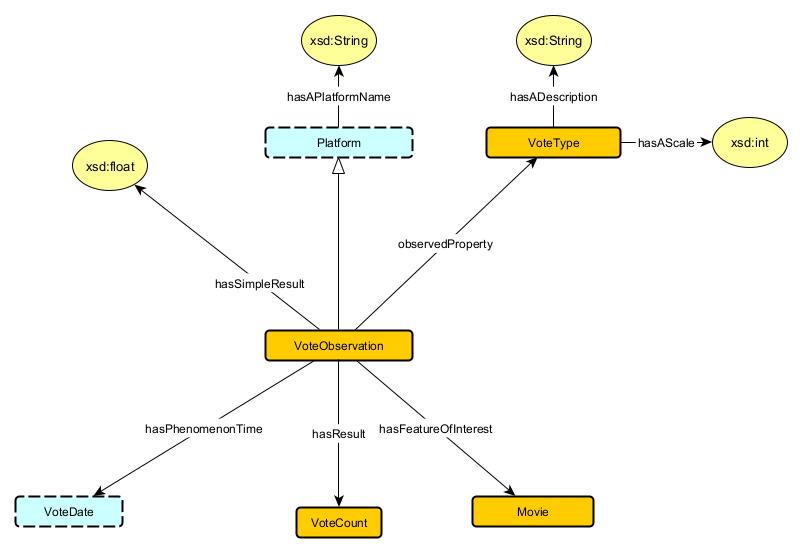 xsd:String
xsd:String
hasAPlatformName
hasADescription
Platform
VoteType
hasAScale
xsd:int
xsd:float
observedProperty
hasSimpleResult
VoteObservation
hasPhenomenonTime
hasResult
hasFeatureOfInterest
VoteDate
VoteCount
Movie